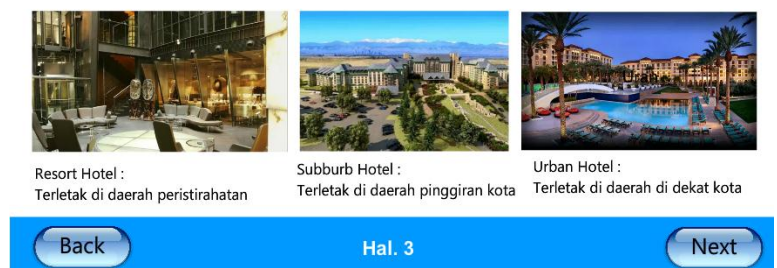 Resort Hotel :
Terletak di daerah peristirahatan
Subburb Hotel :
Terletak di daerah pinggiran kota
Urban Hotel :
Terletak di daerah di dekat kota
Back
Hal. 3
Next